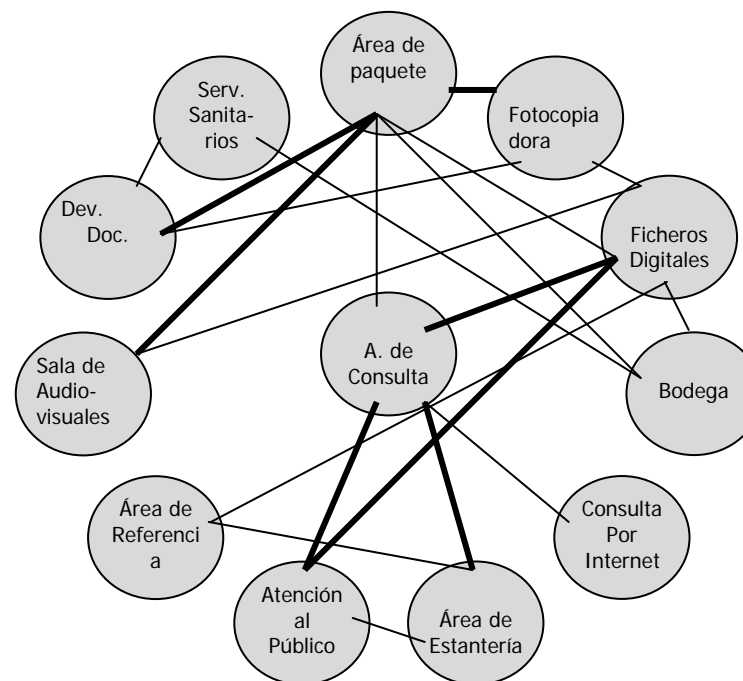 Área de
paquete
Serv.
Sanita-
rios
Fotocopia
dora
Dev.
Doc.
Ficheros
Digitales
A. de
Consulta
Sala de
Audio-
visuales
Bodega
Área de
Referenci
a
Consulta
Por
Internet
Atención
al
Público
Área de
Estantería